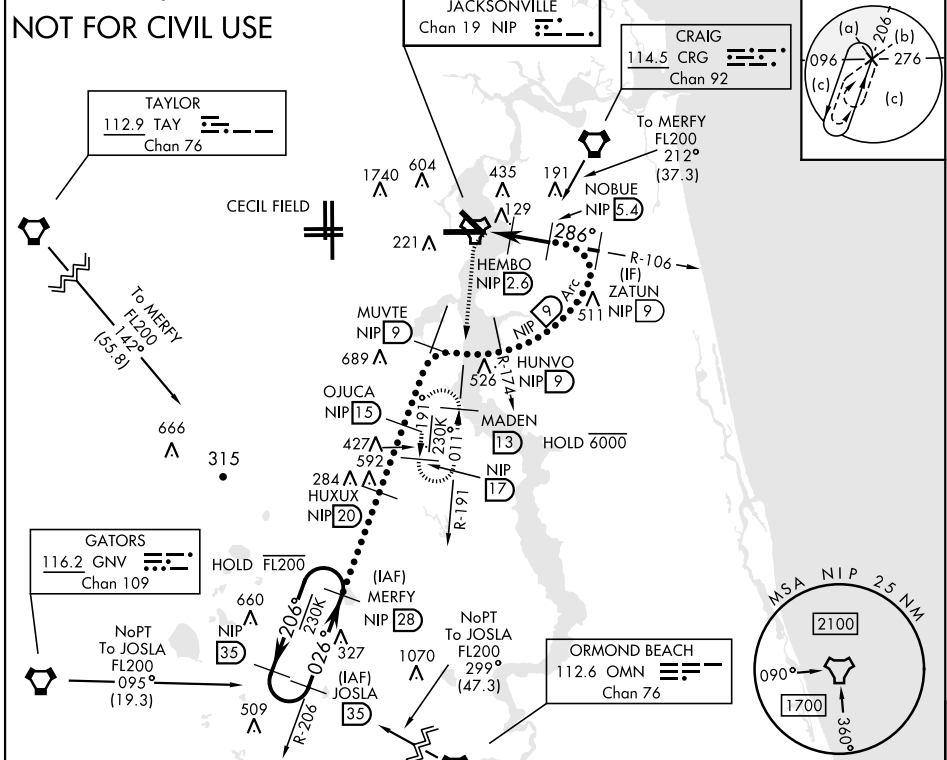 NOT FOR CIVIL USE
JACKSONVILLE
Chan 19 NIP
CRAIG
114.5 CRG
Chan 92
(a)
206
(b)
096
276
(c)
(c)
TAYLOR
112.9 TAY
Chan 76
To MERFY
FL200
212°
(37.3)
1740
604
435
191
129
NOBUE
NIP 5.4
CECIL FIELD
221
286°
R-106
(IF)
ZATUN
NIP 9
HEMBO
NIP 2.6
NIP 9 Arc
511
To MERFY
FL200
142°
(55.8)
MUVTE
NIP 9
689
526
R-174
HUNVO
NIP 9
OJUCA
NIP 15
191°
230K
011°
MADEN
13
HOLD 6000
666
427
315
592
284
NIP
17
HUXUX
NIP 20
R-191
GATORS
116.2 GNV
Chan 109
HOLD FL200
(IAF)
MERFY
NIP 28
206°
230K
026°
660
NIP
35
327
NoPT
To JOSLA
FL200
095°
(19.3)
1070
NoPT
To JOSLA
FL200
299°
(47.3)
(IAF)
JOSLA
35
509
R-206
ORMOND BEACH
112.6 OMN
Chan 76
MSA NIP 25 NM
2100
090°
1700
360°